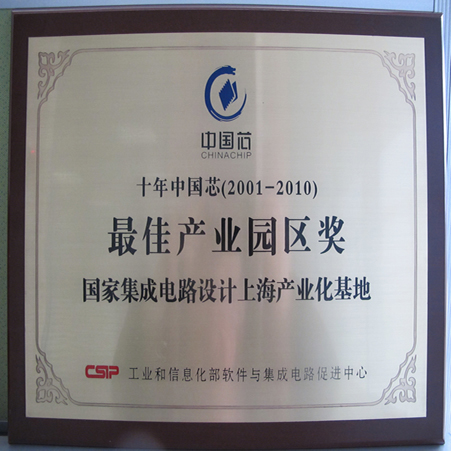 中国芯
CHINACHIP
十年中国芯(2001-2010)
最佳产业园区奖
国家集成电路设计上海产业化基地
CSIP 工业和信息化部软件与集成电路促进中心